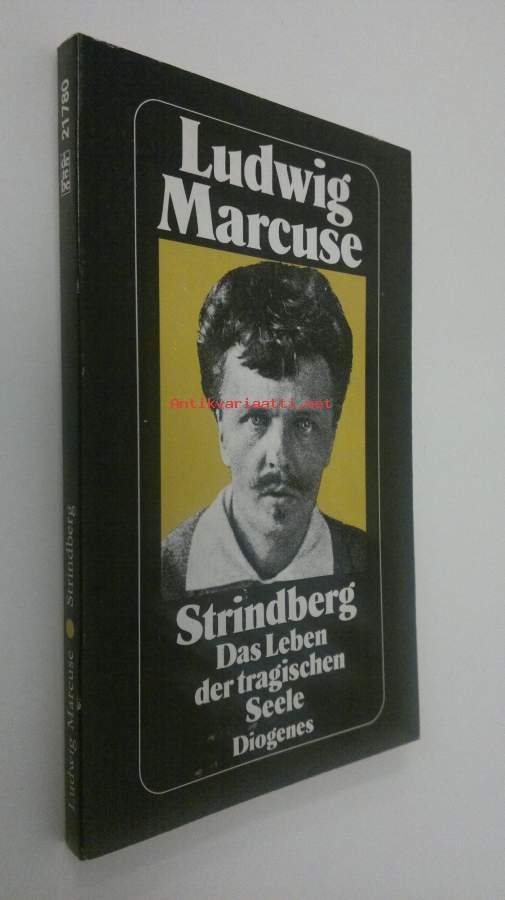 Ludwig
Marcuse
Antikvariaatti.net
Strindberg
Das Leben
der tragischen
Seele
Diogenes
Ludwig Marcuse Strindberg
21780